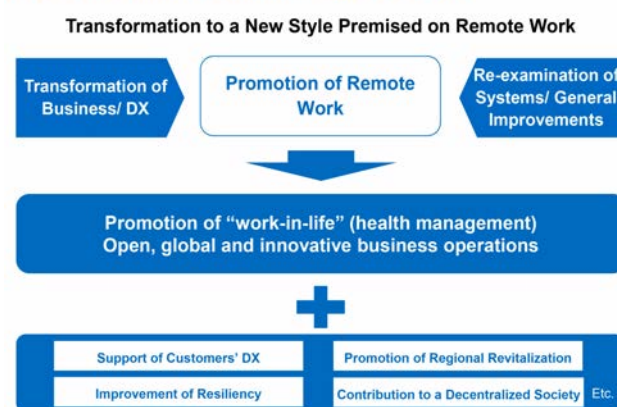 Transformation to a New Style Premised on Remote Work
Transformation of
Business/ DX
Promotion of Remote
Work
Re-examination of
Systems/ General
Improvements
Promotion of “work-in-life” (health management)
Open, global and innovative business operations
Support of Customers’ DX
Promotion of Regional Revitalization
Improvement of Resiliency
Contribution to a Decentralized Society
Etc.